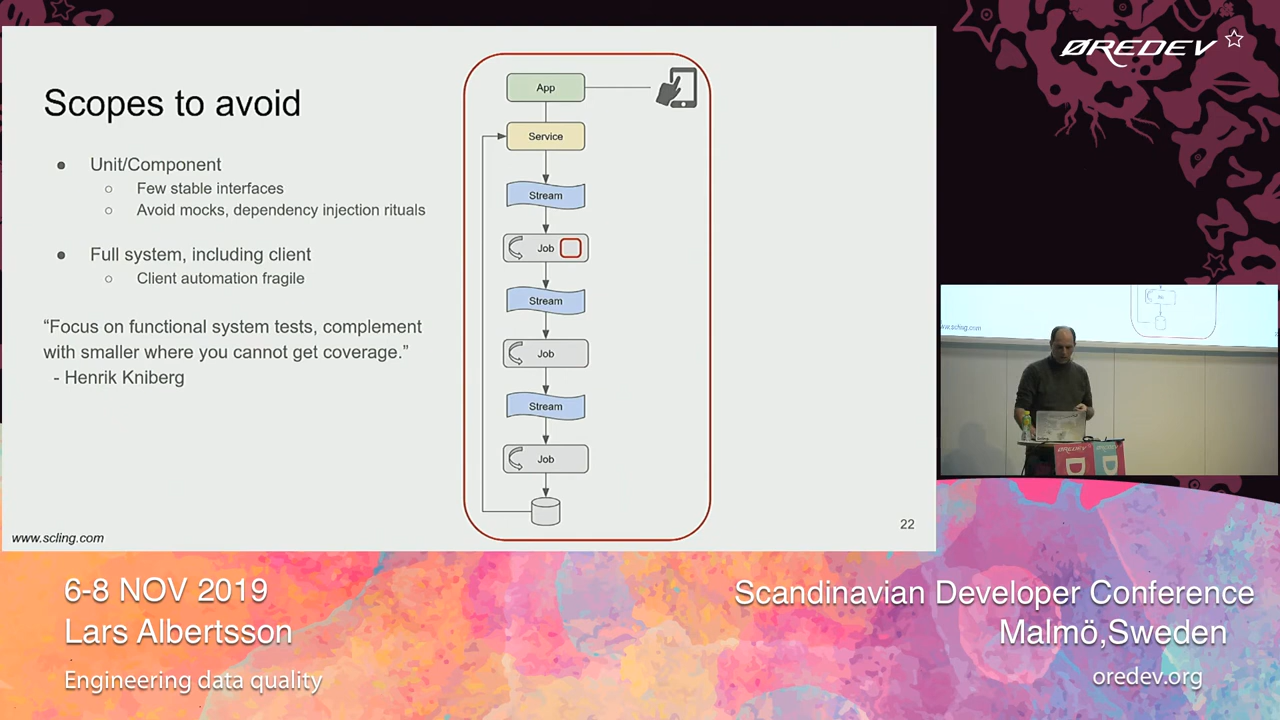 ØREDEV
Scopes to avoid
● Unit/Component
○ Few stable interfaces
○ Avoid mocks, dependency injection rituals
● Full system, including client
○ Client automation fragile
“Focus on functional system tests, complement
with smaller where you cannot get coverage.”
- Henrik Kniberg
App
Service
Stream
Job
Stream
Job
Stream
Job
www.scling.com
22
6-8 NOV 2019
Lars Albertsson
Engineering data quality
Scandinavian Developer Conference
Malmö,Sweden
oredev.org